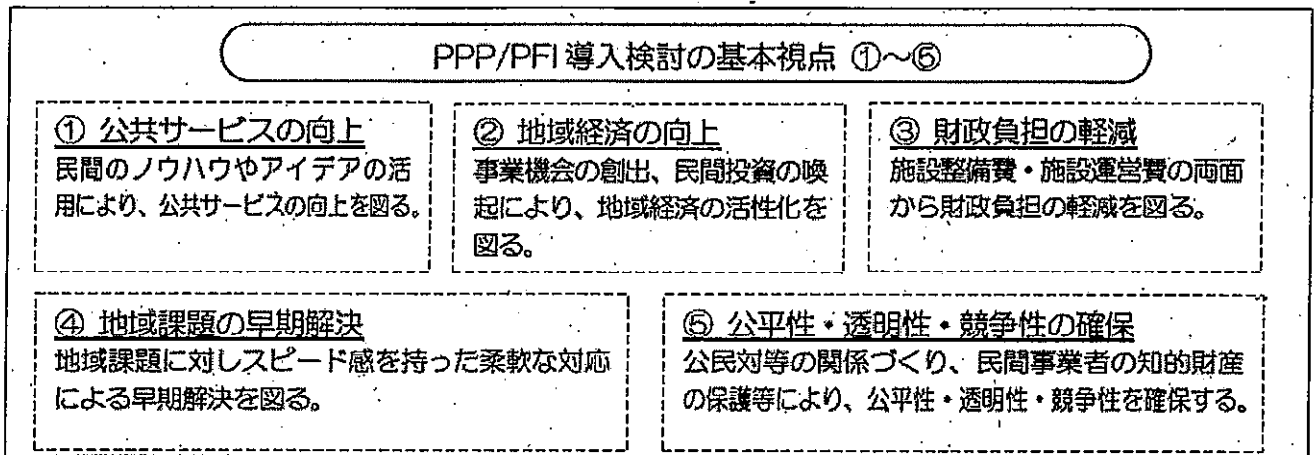 PPP/PFI 導入検討の基本視点 ①～⑤
① 公共サービスの向上
民間のノウハウやアイデアの活
用により、公共サービスの向上を図る。
② 地域経済の向上
事業機会の創出、民間投資の喚
起により、地域経済の活性化を
図る。
③ 財政負担の軽減
施設整備費・施設運営費の両面
から財政負担の軽減を図る。
④ 地域課題の早期解決
地域課題に対しスピード感を持った柔軟な対応
による早期解決を図る。
⑤ 公平性・透明性・競争性の確保
公民対等の関係づくり、民間事業者の知的財産
の保護等により、公平性・透明性・競争性を確保する。